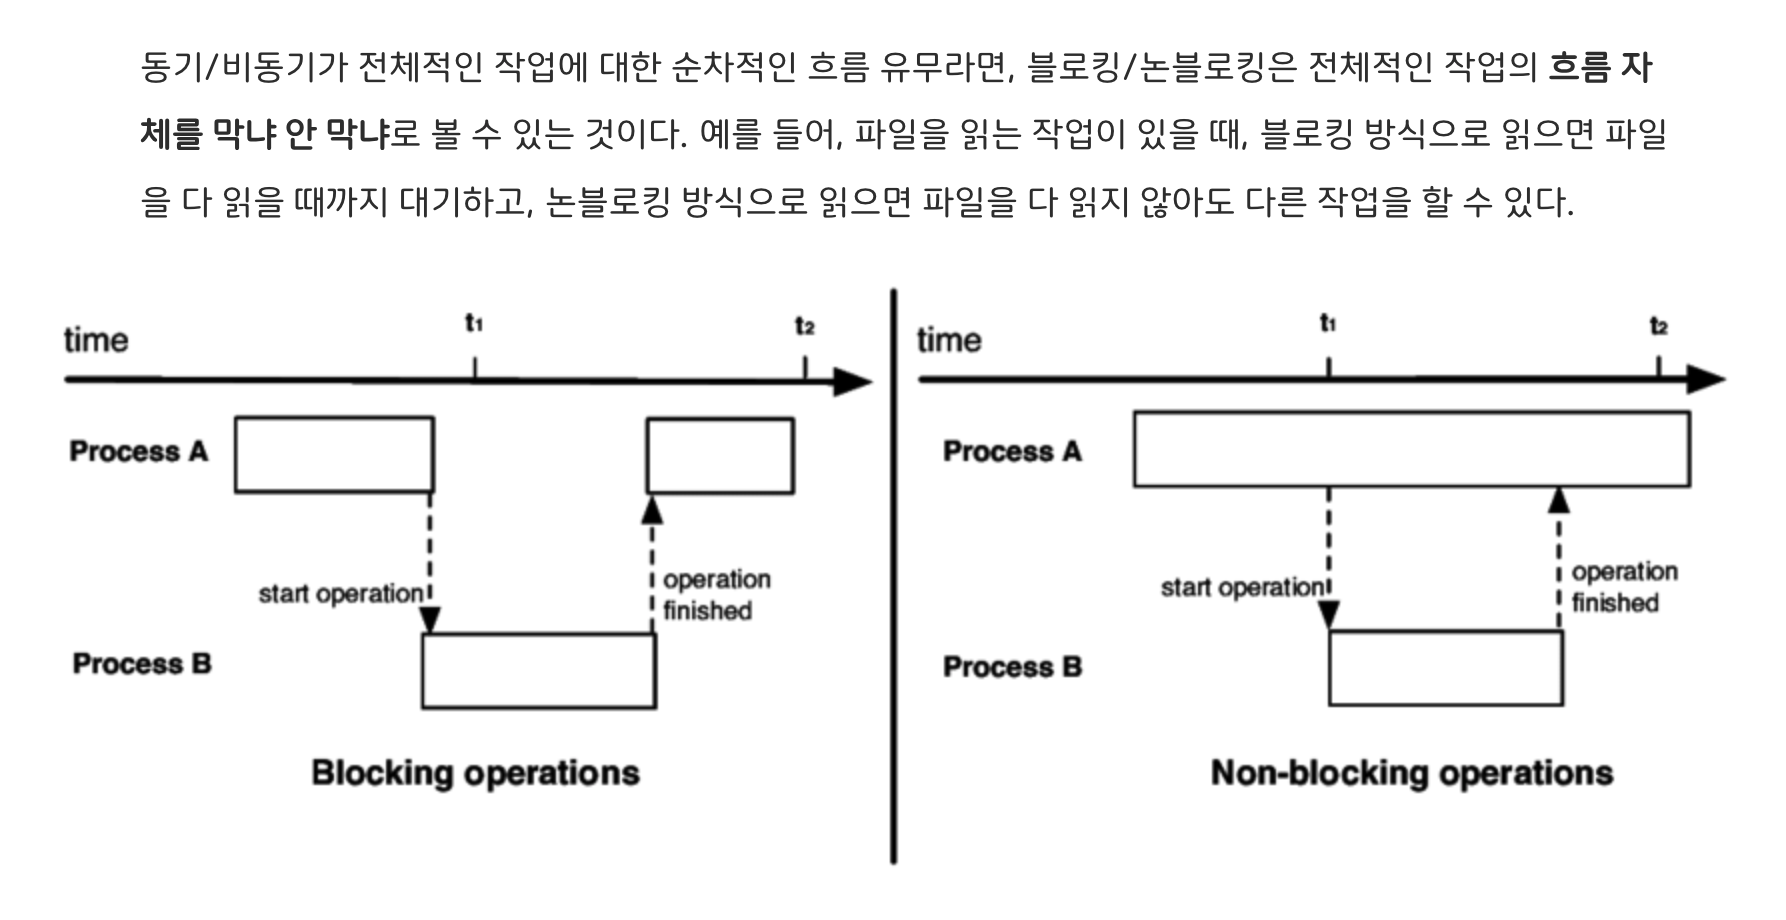 동기/비동기가 전체적인 작업에 대한 순차적인 흐름 유무라면, 블로킹/논블로킹은 전체적인 작업의 흐름 자
체를 막냐 안 막냐로 볼 수 있는 것이다. 예를 들어, 파일을 읽는 작업이 있을 때, 블로킹 방식으로 읽으면 파일
을 다 읽을 때까지 대기하고, 논블로킹 방식으로 읽으면 파일을 다 읽지 않아도 다른 작업을 할 수 있다.
time
t1
t2
Process A
start operation
operation
finished
Process B
Blocking operations
time
t1
t2
Process A
start operation
operation
finished
Process B
Non-blocking operations